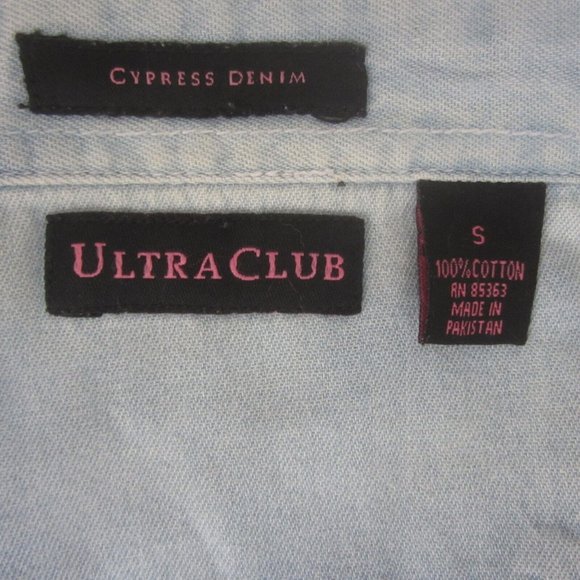 CYPRESS DENIM
ULTRACLUB
S
100% COTTON
RN 85363
MADE IN
PAKISTAN